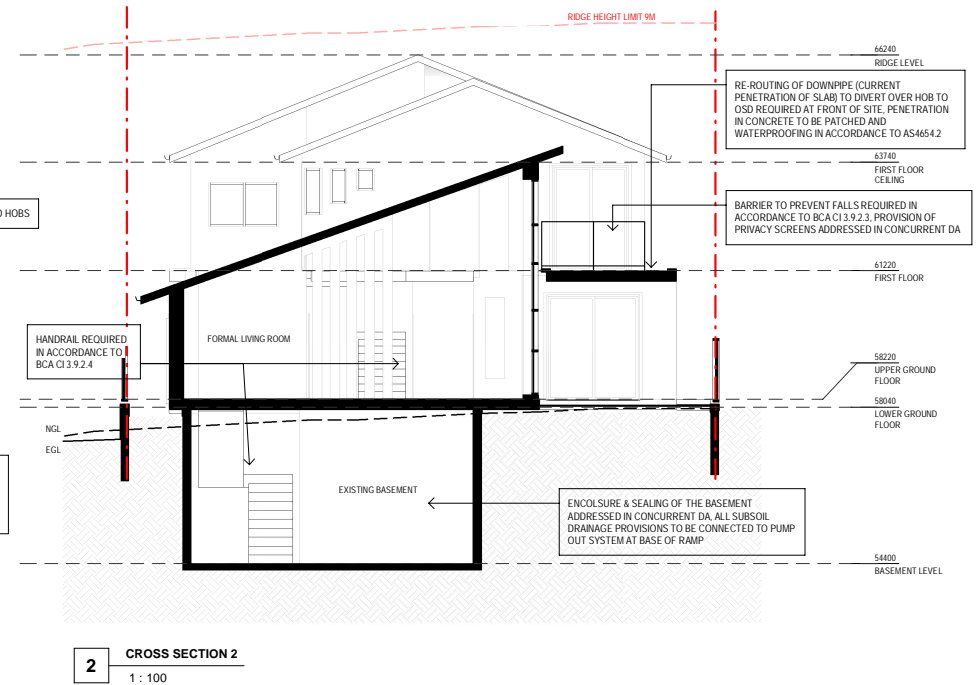 RIDGE HEIGHT LIMIT 9M
66240
RIDGE LEVEL
RE-ROUTING OF DOWNPIPE (CURRENT
PENETRATION OF SLAB) TO DIVERT OVER HOB TO
OSD REQUIRED AT FRONT OF SITE, PENETRATION
IN CONCRETE TO BE PATCHED AND
WATERPROOFING IN ACCORDANCE TO AS4654.2
63740
FIRST FLOOR
CEILING
HOBS
BARRIER TO PREVENT FALLS REQUIRED IN
ACCORDANCE TO BCA Cl 3.9.2.3, PROVISION OF
PRIVACY SCREENS ADDRESSED IN CONCURRENT DA
61220
FIRST FLOOR
HANDRAIL REQUIRED
IN ACCORDANCE TO
BCA Cl 3.9.2.4
FORMAL LIVING ROOM
58220
UPPER GROUND
FLOOR
58040
LOWER GROUND
FLOOR
NGL
EGL
EXISTING BASEMENT
ENCOLSURE & SEALING OF THE BASEMENT
ADDRESSED IN CONCURRENT DA, ALL SUBSOIL
DRAINAGE PROVISIONS TO BE CONNECTED TO PUMP
OUT SYSTEM AT BASE OF RAMP
54400
BASEMENT LEVEL
2
CROSS SECTION 2
1 : 100